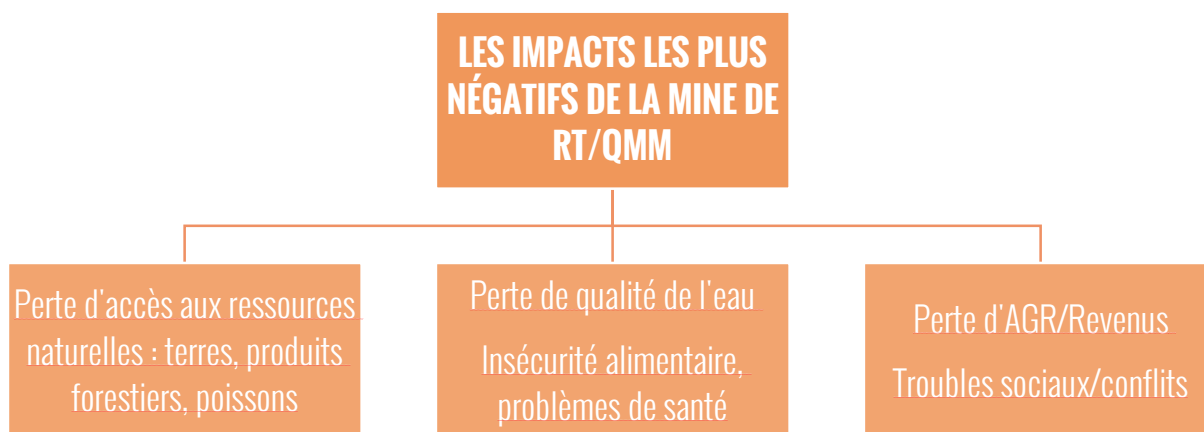 LES IMPACTS LES PLUS
NÉGATIFS DE LA MINE DE
RT/QMM
Perte d'accès aux ressources
naturelles : terres, produits
forestiers, poissons
Perte de qualité de l'eau
Insécurité alimentaire,
problèmes de santé
Perte d'AGR/Revenus
Troubles sociaux/conflits